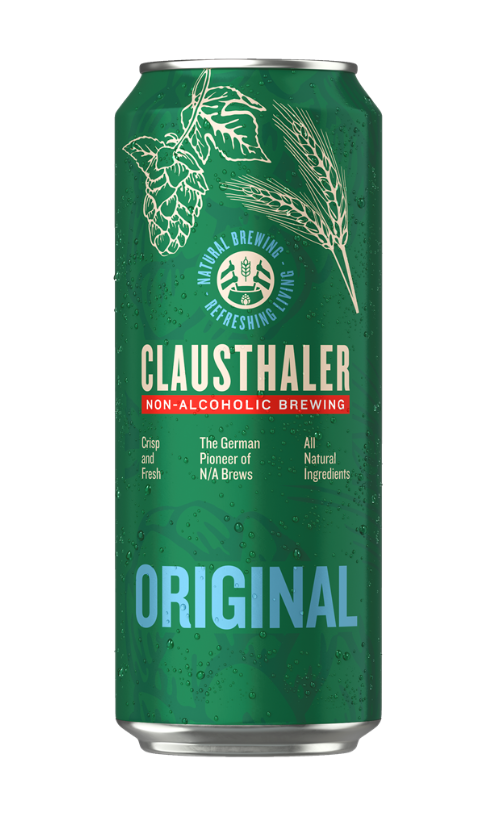 NATURAL BREWING ·
REFRESHING LIVING
CLAUSTHALER
NON-ALCOHOLIC BREWING
Crisp
and
Fresh
The German
Pioneer of
N/A Brews
All
Natural
Ingredients
ORIGINAL